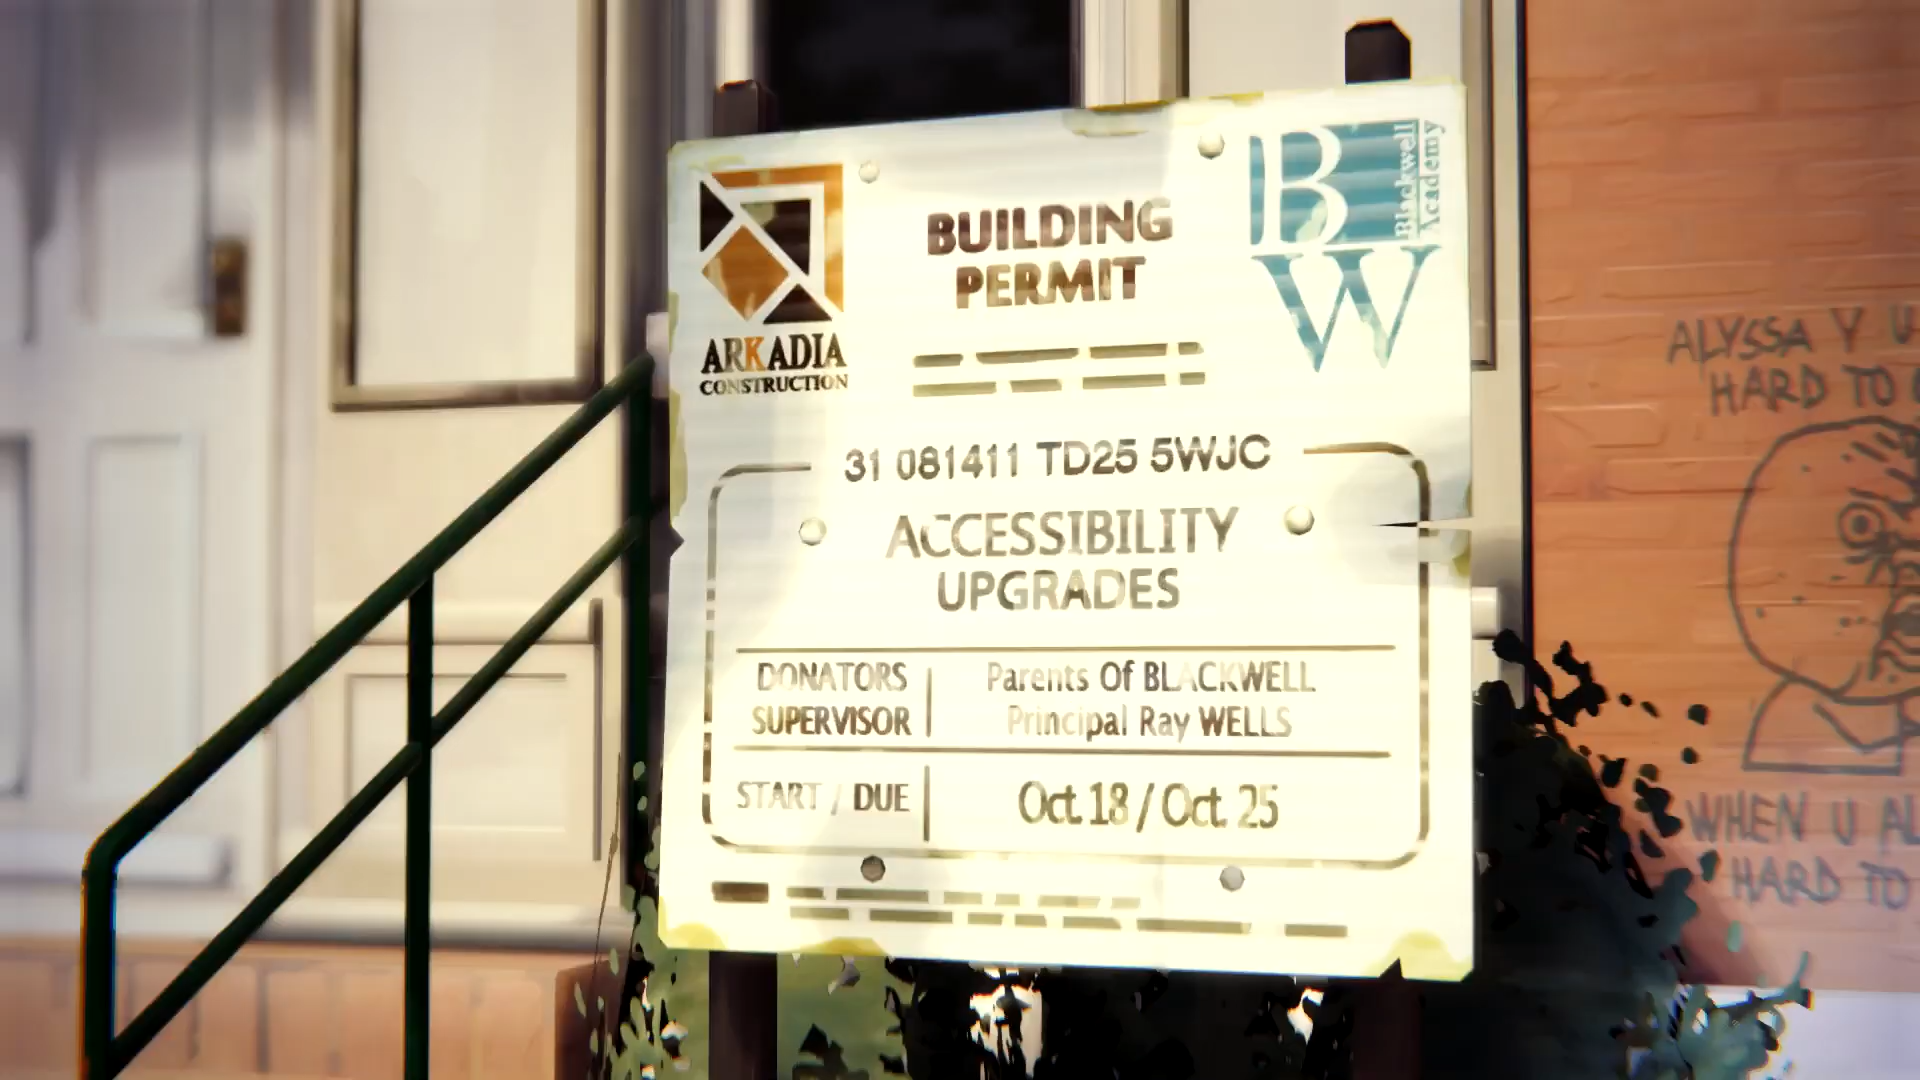 ARKADIA
CONSTRUCTION
BUILDING
PERMIT
BW
Blackwell
Academy
31 081411 TD25 5WJC
ACCESSIBILITY
UPGRADES
DONATORS Parents Of BLACKWELL
SUPERVISOR Principal Ray WELLS
START / DUE Oct 18 / Oct. 25
ALYSSA Y U
HARD TO
WHEN U
HARD TO